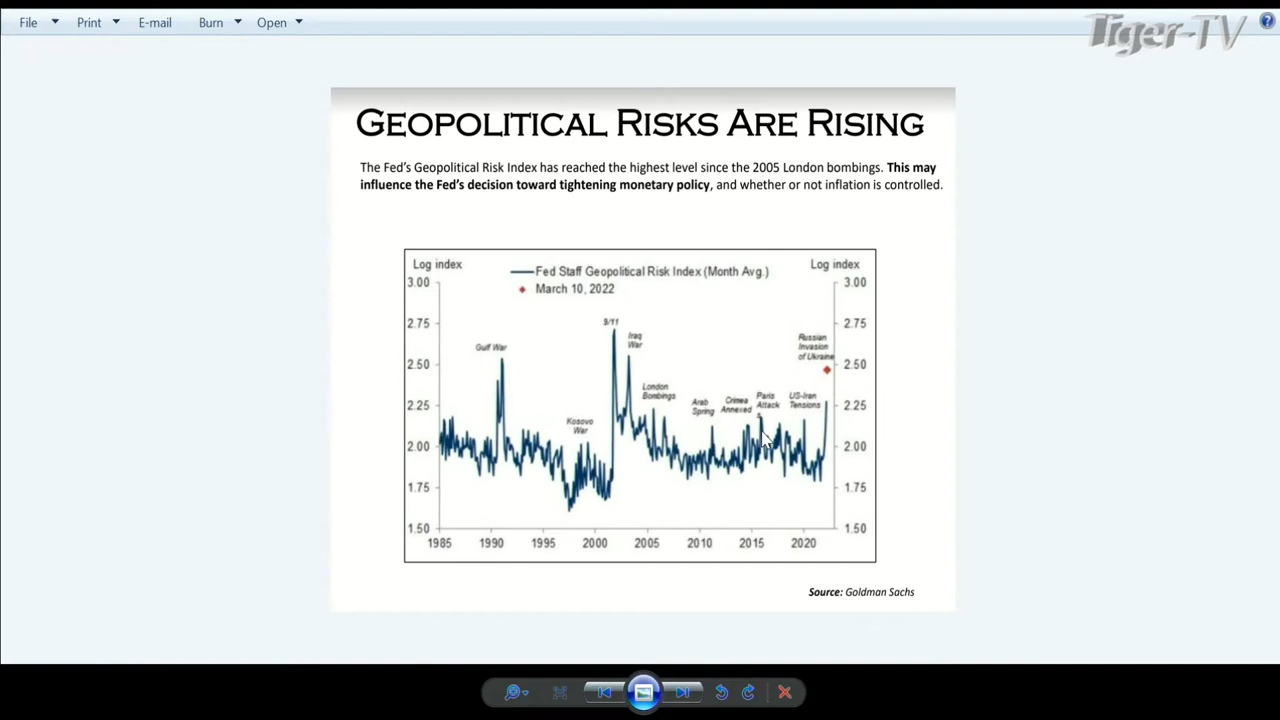 File Print E-mail Burn Open
Tiger-TV
GEOPOLITICAL RISKS ARE RISING
The Fed's Geopolitical Risk Index has reached the highest level since the 2005 London bombings. This may
influence the Fed's decision toward tightening monetary policy, and whether or not inflation is controlled.
Log index
Log index
Fed Staff Geopolitical Risk Index (Month Avg.)
March 10, 2022
3.00
3.00
2.75
2.75
2.50
2.50
2.25
2.25
2.00
2.00
1.75
1.75
1.50
1.50
Gulf War
Kosovo
War
9/11
Iraq
War
London
Bombings
Arab
Spring
Crimea
Annexed
Paris
Attack
s
US-Iran
Tensions
Russian
Invasion
of Ukraine
1985 1990 1995 2000 2005 2010 2015 2020
Source: Goldman Sachs